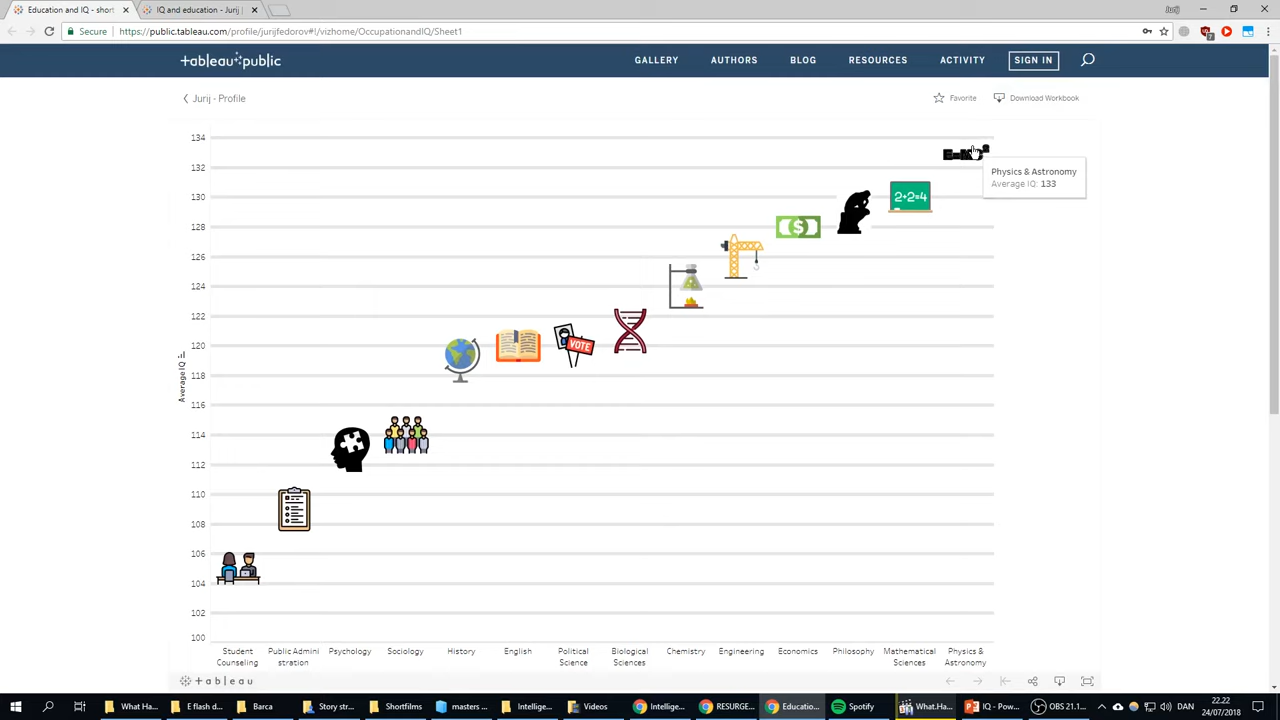 Education and IQ - short
IQ and education - Jurij |
Jurij
Secure
https://public.tableau.com/profile/jurijfedorov#!/vizhome/OccupationandIQ/Sheet1
7
+ableau public
GALLERY
AUTHORS
BLOG
RESOURCES
ACTIVITY
SIGN IN
Jurij - Profile
Favorite
Download Workbook
134
132
Physics & Astronomy
Average IQ: 133
130
2+2=4
128
$
126
124
122
120
VOTE
Average IQ
118
116
114
112
110
108
106
104
102
100
Student
Counseling
Public Admini
stration
Psychology
Sociology
History
English
Political
Science
Biological
Sciences
Chemistry
Engineering
Economics
Philosophy
Mathematical
Sciences
Physics &
Astronomy
+ableau
What.Ha...
E flash d...
Barca
Story str...
Shortfilms
masters ...
Intellige...
Videos
Intellige...
RESURGE...
Educatio...
Spotify
What.Ha...
IQ - Pow...
OBS 21.1...
DAN
22.22
24/07/2018